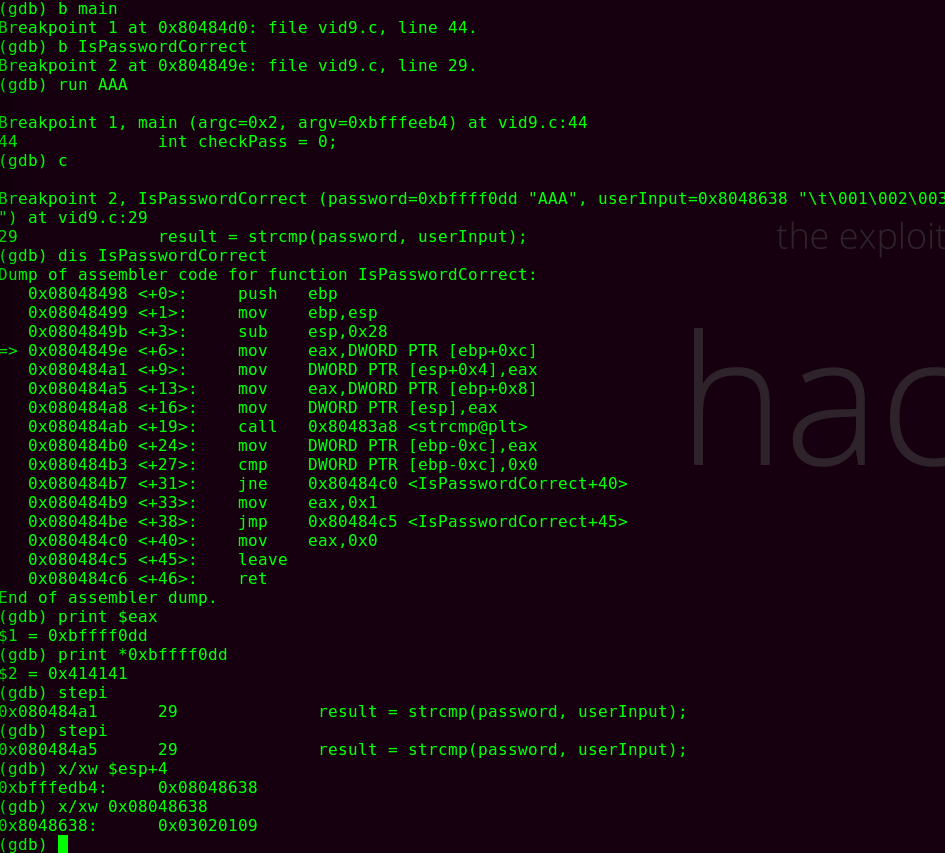 (gdb) b main
Breakpoint 1 at 0x80484d0: file vid9.c, line 44.
(gdb) b IsPasswordCorrect
Breakpoint 2 at 0x804849e: file vid9.c, line 29.
(gdb) run AAA
Breakpoint 1, main (argc=0x2, argv=0xbfffeeb4) at vid9.c:44
44              int checkPass = 0;
(gdb) c
Breakpoint 2, IsPasswordCorrect (password=0xbffff0dd "AAA", userInput=0x8048638 "\t\001\002\003
") at vid9.c:29
29              result = strcmp(password, userInput);
the exploit
(gdb) dis IsPasswordCorrect
Dump of assembler code for function IsPasswordCorrect:
   0x08048498 <+0>:     push   ebp
   0x08048499 <+1>:     mov    ebp,esp
   0x0804849b <+3>:     sub    esp,0x28
=> 0x0804849e <+6>:     mov    eax,DWORD PTR [ebp+0xc]
   0x080484a1 <+9>:     mov    DWORD PTR [esp+0x4],eax
   0x080484a5 <+13>:    mov    eax,DWORD PTR [ebp+0x8]
   0x080484a8 <+16>:    mov    DWORD PTR [esp],eax
hac
   0x080484ab <+19>:    call   0x80483a8 <strcmp@plt>
   0x080484b0 <+24>:    mov    DWORD PTR [ebp-0xc],eax
   0x080484b3 <+27>:    cmp    DWORD PTR [ebp-0xc],0x0
   0x080484b7 <+31>:    jne    0x80484c0 <IsPasswordCorrect+40>
   0x080484b9 <+33>:    mov    eax,0x1
   0x080484be <+38>:    jmp    0x80484c5 <IsPasswordCorrect+45>
   0x080484c0 <+40>:    mov    eax,0x0
   0x080484c5 <+45>:    leave
   0x080484c6 <+46>:    ret
End of assembler dump.
(gdb) print $eax
$1 = 0xbffff0dd
(gdb) print *0xbffff0dd
$2 = 0x414141
(gdb) stepi
0x080484a1      29              result = strcmp(password, userInput);
(gdb) stepi
0x080484a5      29              result = strcmp(password, userInput);
(gdb) x/xw $esp+4
0xbfffedb4:     0x08048638
(gdb) x/xw 0x08048638
0x8048638:      0x03020109
(gdb)